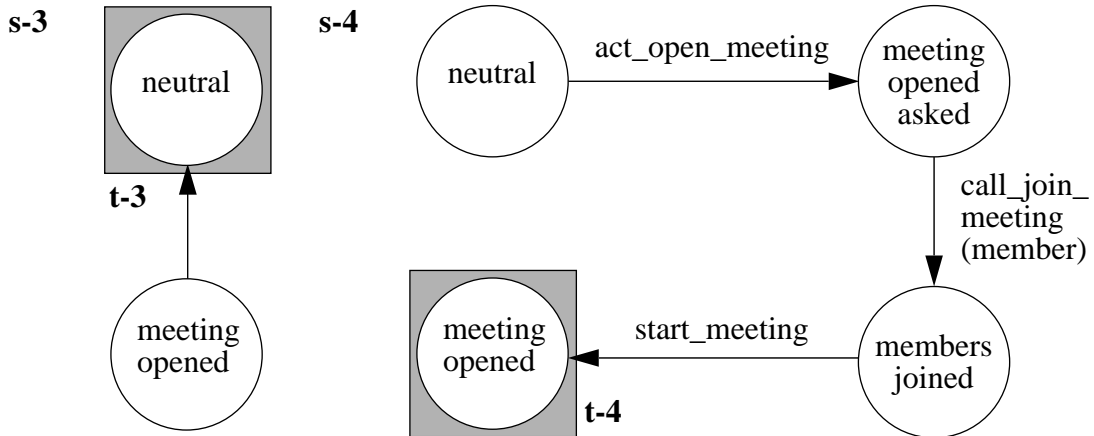 s-3
neutral
t-3
meeting
opened
s-4
neutral
act_open_meeting
meeting
opened
asked
call_join_
meeting
(member)
members
joined
start_meeting
meeting
opened
t-4